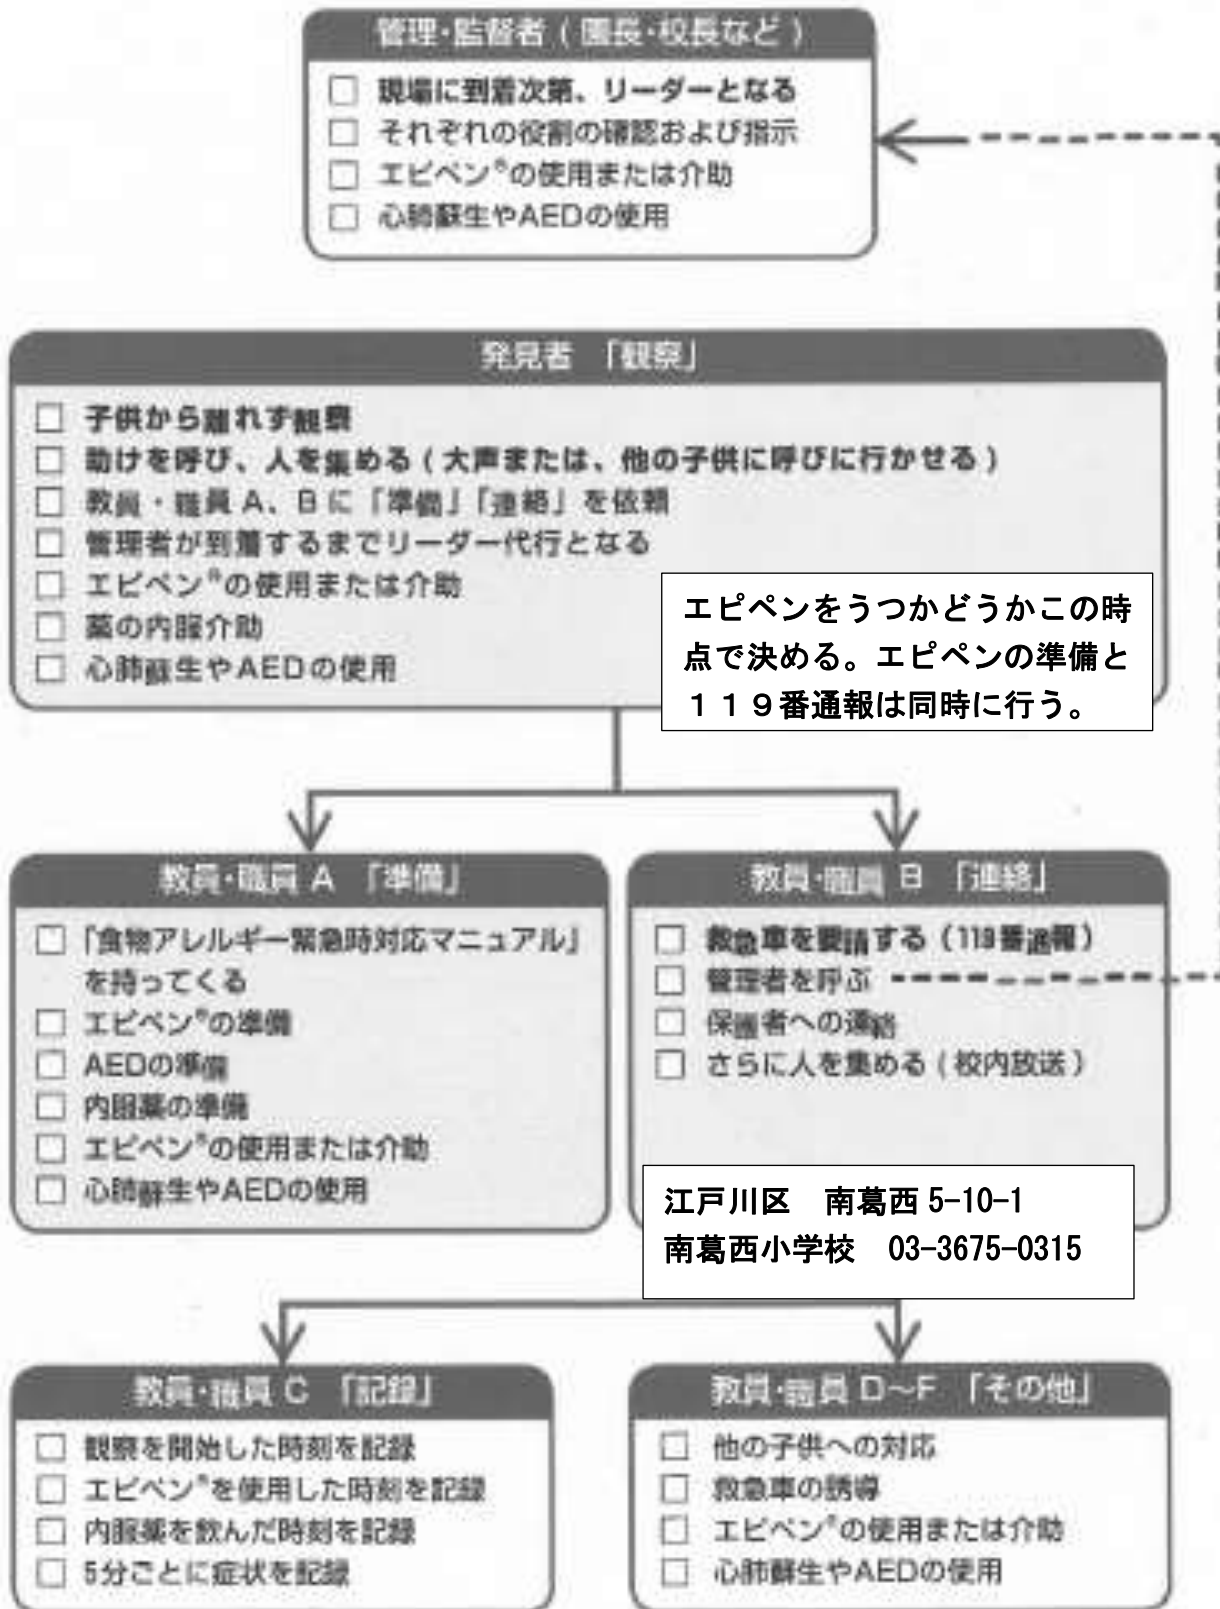 管理・監督者（園長・校長など）
□ 現場に到着次第、リーダーとなる
□ それぞれの役割の確認および指示
□ エピペン®の使用または介助
□ 心肺蘇生やAEDの使用
発見者 「観察」
□ 子供から離れず観察
□ 助けを呼び、人を集める（大声または、他の子供に呼びに行かせる）
□ 教員・職員 A、B に「準備」「連絡」を依頼
□ 管理者が到着するまでリーダー代行となる
□ エピペン®の使用または介助
□ 薬の内服介助
□ 心肺蘇生やAEDの使用
エピペンをうつかどうかこの時
点で決める。エピペンの準備と
１１９番通報は同時に行う。
教員・職員 A 「準備」
□ 「食物アレルギー緊急時対応マニュアル」
を持ってくる
□ エピペン®の準備
□ AEDの準備
□ 内服薬の準備
□ エピペン®の使用または介助
□ 心肺蘇生やAEDの使用
教員・職員 B 「連絡」
□ 救急車を要請する（119番通報）
□ 管理者を呼ぶ
□ 保護者への連絡
□ さらに人を集める（校内放送）
江戸川区　南葛西 5-10-1
南葛西小学校　03-3675-0315
教員・職員 C 「記録」
□ 観察を開始した時刻を記録
□ エピペン®を使用した時刻を記録
□ 内服薬を飲んだ時刻を記録
□ 5分ごとに症状を記録
教員・職員 D～F 「その他」
□ 他の子供への対応
□ 救急車の誘導
□ エピペン®の使用または介助
□ 心肺蘇生やAEDの使用